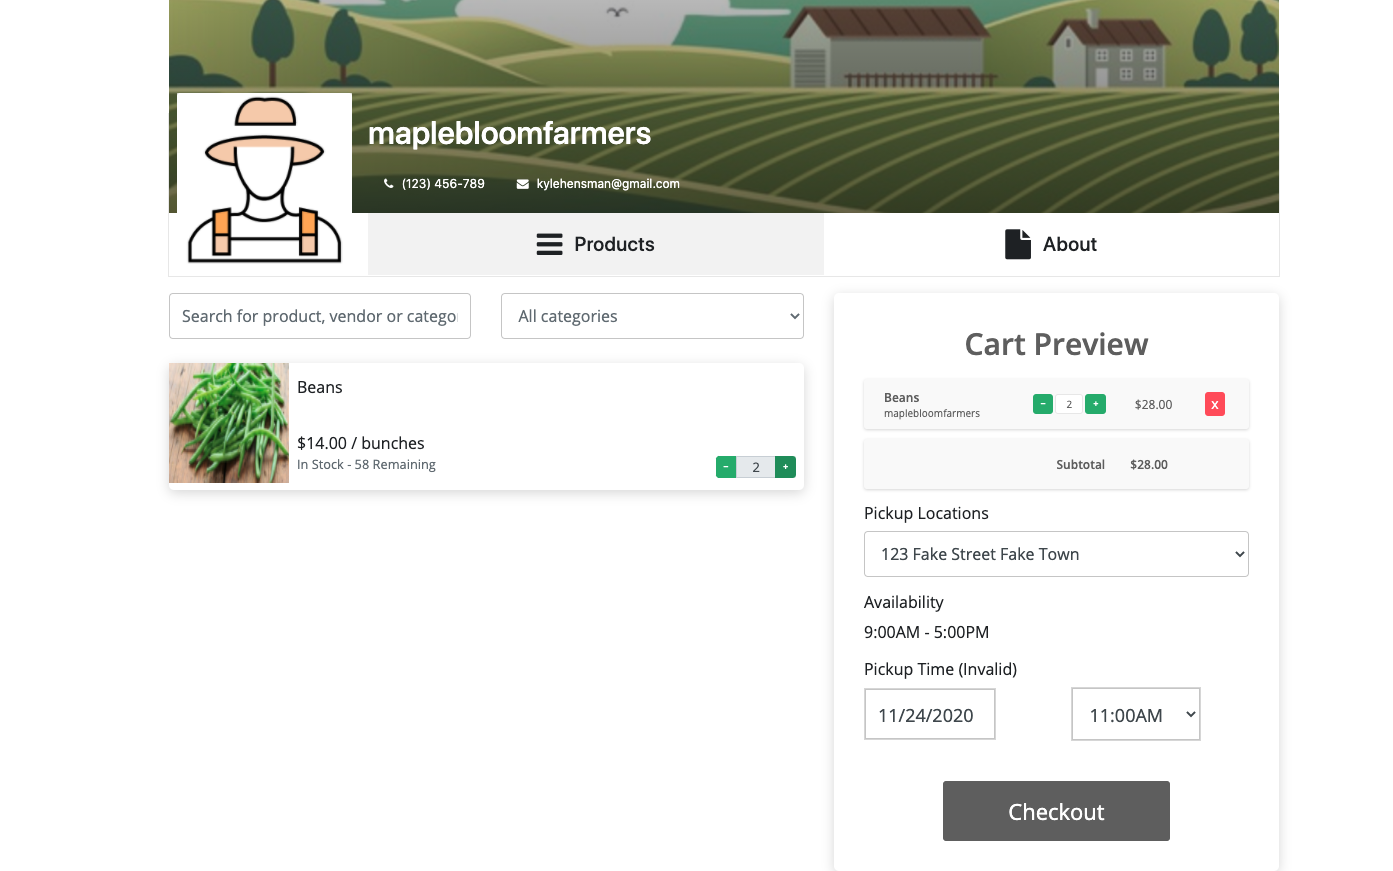 maplebloomfarmers
(123) 456-789 kylehensman@gmail.com
Products
About
Search for product, vendor or catego
All categories
Beans
$14.00 / bunches
In Stock - 58 Remaining
- 2 +
Cart Preview
Beans
maplebloomfarmers
- 2 + $28.00 X
Subtotal $28.00
Pickup Locations
123 Fake Street Fake Town
Availability
9:00AM - 5:00PM
Pickup Time (Invalid)
11/24/2020 11:00AM
Checkout